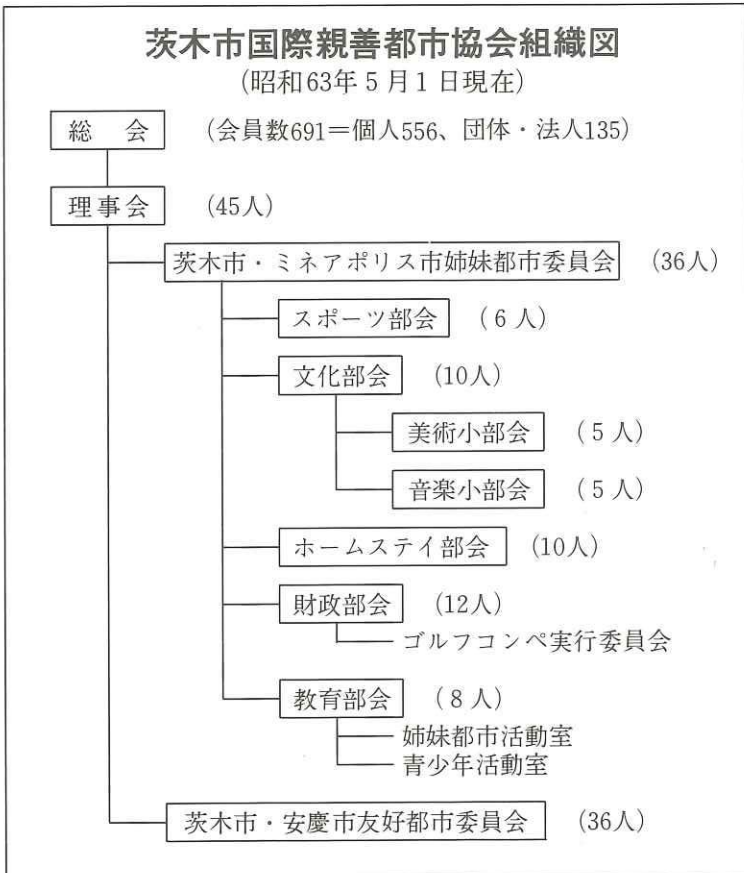 茨木市国際親善都市協会組織図
(昭和63年5月1日現在)
総　会　(会員数691＝個人556、団体・法人135)
理事会　(45人)
茨木市・ミネアポリス市姉妹都市委員会　(36人)
スポーツ部会　(6人)
文化部会　(10人)
美術小部会　(5人)
音楽小部会　(5人)
ホームステイ部会　(10人)
財政部会　(12人)
ゴルフコンペ実行委員会
教育部会　(8人)
姉妹都市活動室
青少年活動室
茨木市・安慶市友好都市委員会　(36人)